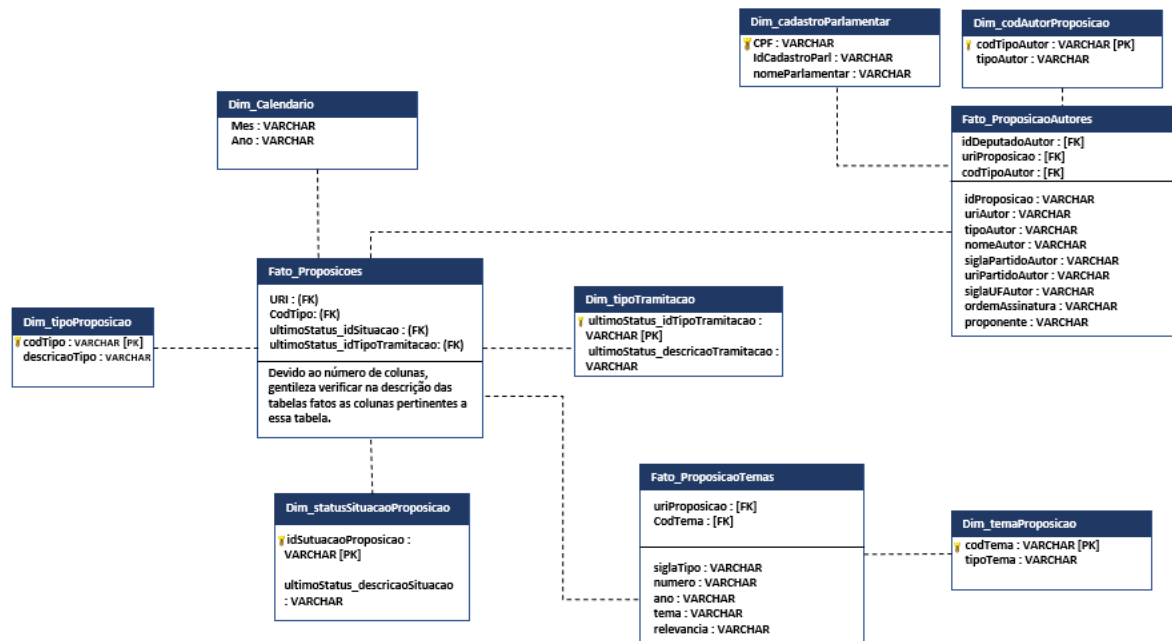 Dim_cadastroParlamentar
CPF : VARCHAR
IdCadastroParl : VARCHAR
nomeParlamentar : VARCHAR
Dim_codAutorProposicao
codTipoAutor : VARCHAR [PK]
tipoAutor : VARCHAR
Dim_Calendario
Mes : VARCHAR
Ano : VARCHAR
Fato_ProposicaoAutores
idDeputadoAutor : [FK]
uriProposicao : [FK]
codTipoAutor : [FK]
idProposicao : VARCHAR
uriAutor : VARCHAR
tipoAutor : VARCHAR
nomeAutor : VARCHAR
siglaPartidoAutor : VARCHAR
uriPartidoAutor : VARCHAR
siglaUFAutor : VARCHAR
ordemAssinatura : VARCHAR
proponente : VARCHAR
Fato_Proposicoes
URI : (FK)
CodTipo: (FK)
ultimoStatus_idSituacao : (FK)
ultimoStatus_idTipoTramitacao: (FK)
Devido ao número de colunas,
gentileza verificar na descrição das
tabelas fatos as colunas pertinentes a
essa tabela.
Dim_tipoProposicao
codTipo : VARCHAR [PK]
descricaoTipo : VARCHAR
Dim_tipoTramitacao
ultimoStatus_idTipoTramitacao :
VARCHAR [PK]
ultimoStatus_descricaoTramitacao :
VARCHAR
Dim_statusSituacaoProposicao
idSutuacaoProposicao :
VARCHAR [PK]
ultimoStatus_descricaoSituacao
: VARCHAR
Fato_ProposicaoTemas
uriProposicao : [FK]
CodTema : [FK]
siglaTipo : VARCHAR
numero : VARCHAR
ano : VARCHAR
tema : VARCHAR
relevancia : VARCHAR
Dim_temaProposicao
codTema : VARCHAR [PK]
tipoTema : VARCHAR